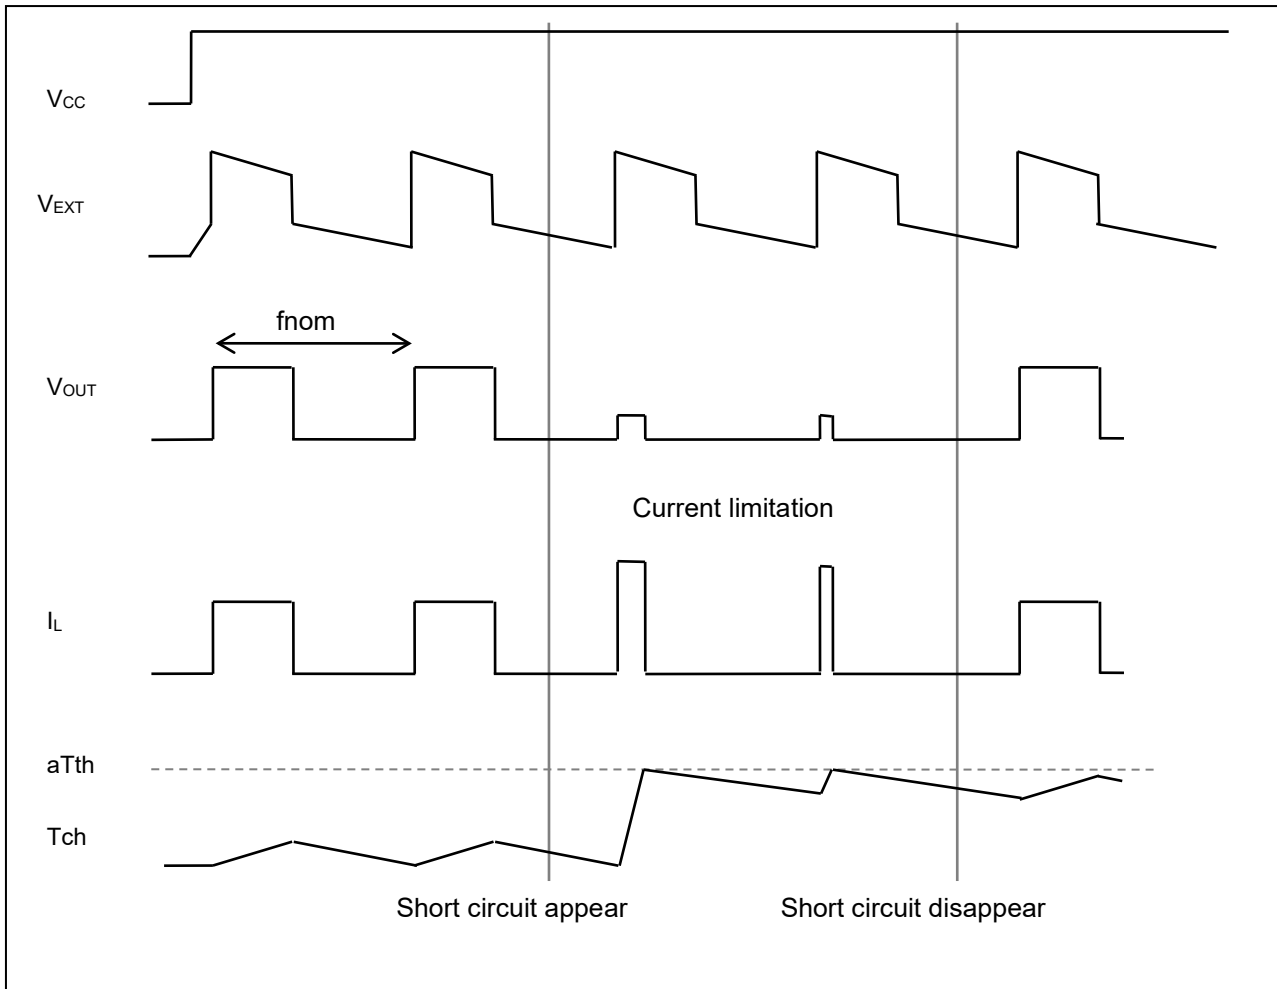 VCC
VEXT
fnom
VOUT
Current limitation
IL
aTth
Tch
Short circuit appear
Short circuit disappear